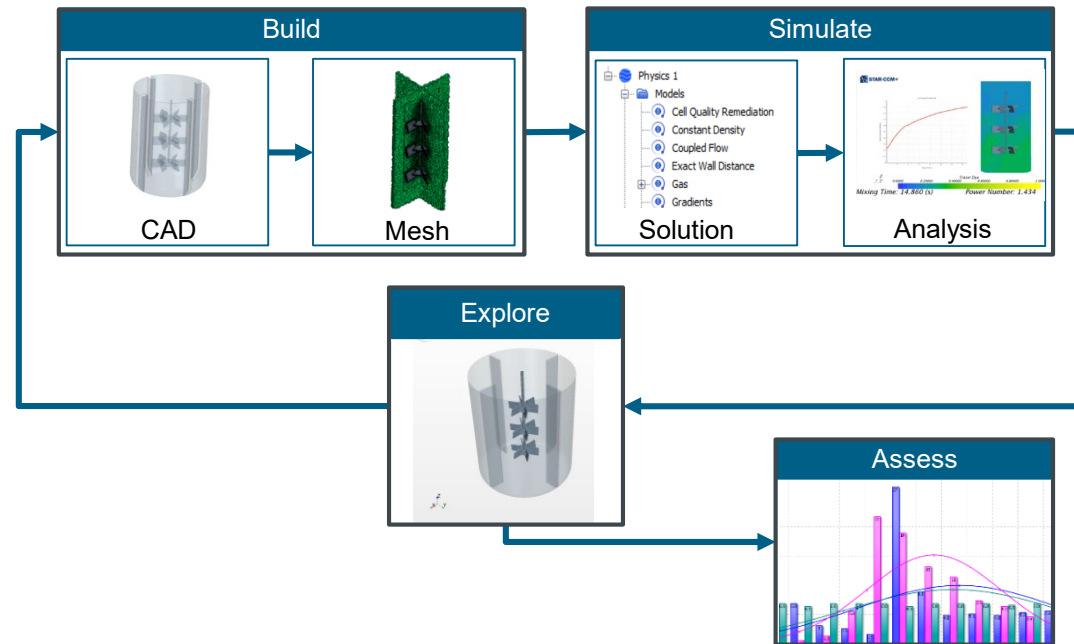 Build
Simulate
CAD
Mesh
Physics 1
Models
Cell Quality Remediation
Constant Density
Coupled Flow
Exact Wall Distance
Gas
Gradients
Solution
STAR-CCM+
Mixing Time: 14.860 (s)
Power Number: 1.434
Analysis
Explore
Assess